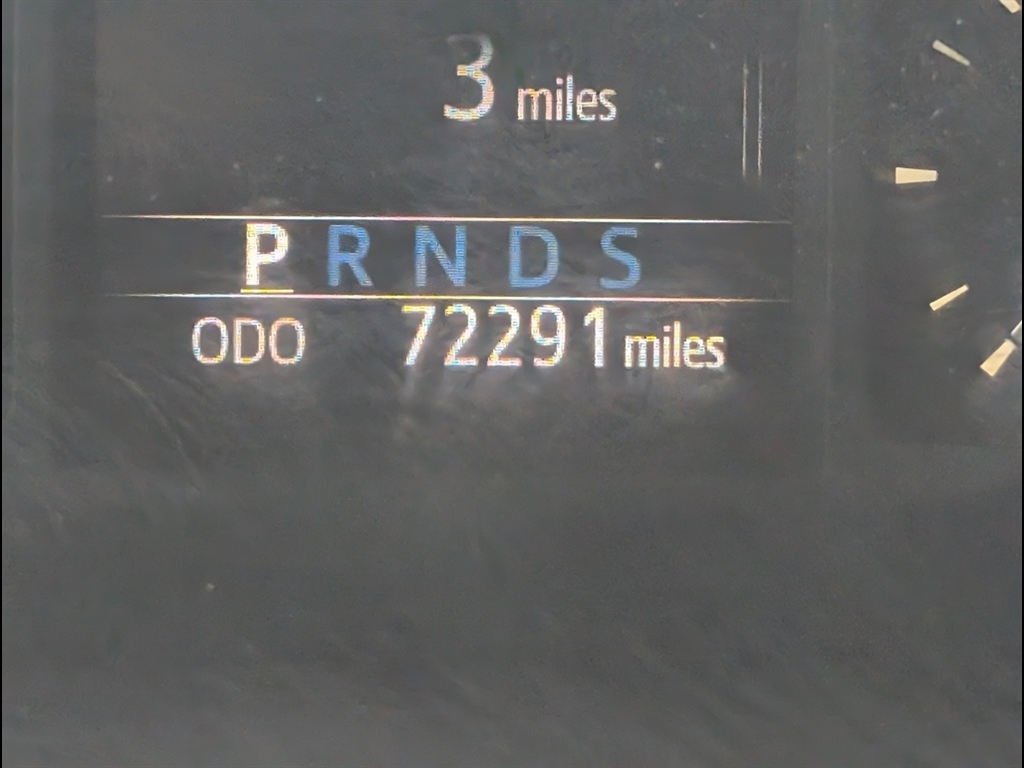 3 miles
P R N D S
ODO 72291 miles